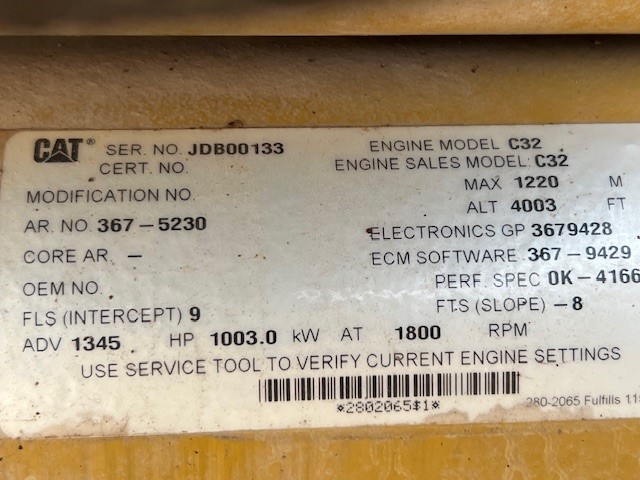 CAT® SER. NO. JDB00133 ENGINE MODEL C32
CERT. NO. ENGINE SALES MODEL: C32
MODIFICATION NO. MAX 1220 M
AR. NO. 367-5230 ALT 4003 FT
CORE AR. - ELECTRONICS GP 3679428
OEM NO. ECM SOFTWARE 367-9429
PERF. SPEC 0K-4166
FLS (INTERCEPT) 9 FTS (SLOPE) -8
ADV 1345 HP 1003.0 kW AT 1800 RPM
USE SERVICE TOOL TO VERIFY CURRENT ENGINE SETTINGS
*2802065$1* 280-2065 Fulfills